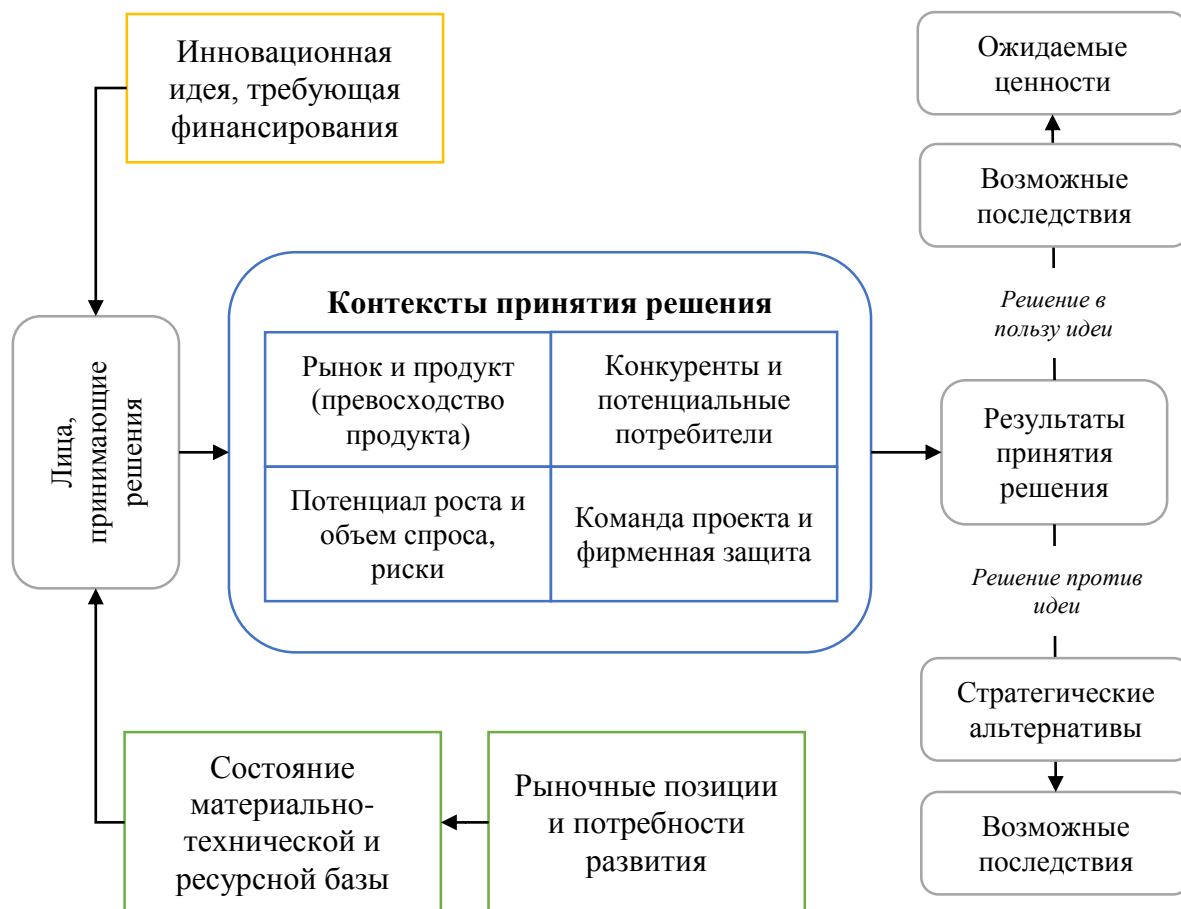 Инновационная
идея, требующая
финансирования
Ожидаемые
ценности
Возможные
последствия
Решение в
пользу идеи
Лица,
принимающие
решения
Контексты принятия решения
Рынок и продукт
(превосходство
продукта)
Конкуренты и
потенциальные
потребители
Потенциал роста и
объем спроса,
риски
Команда проекта и
фирменная защита
Результаты
принятия
решения
Решение против
идеи
Стратегические
альтернативы
Возможные
последствия
Состояние
материально-
технической и
ресурсной базы
Рыночные позиции
и потребности
развития